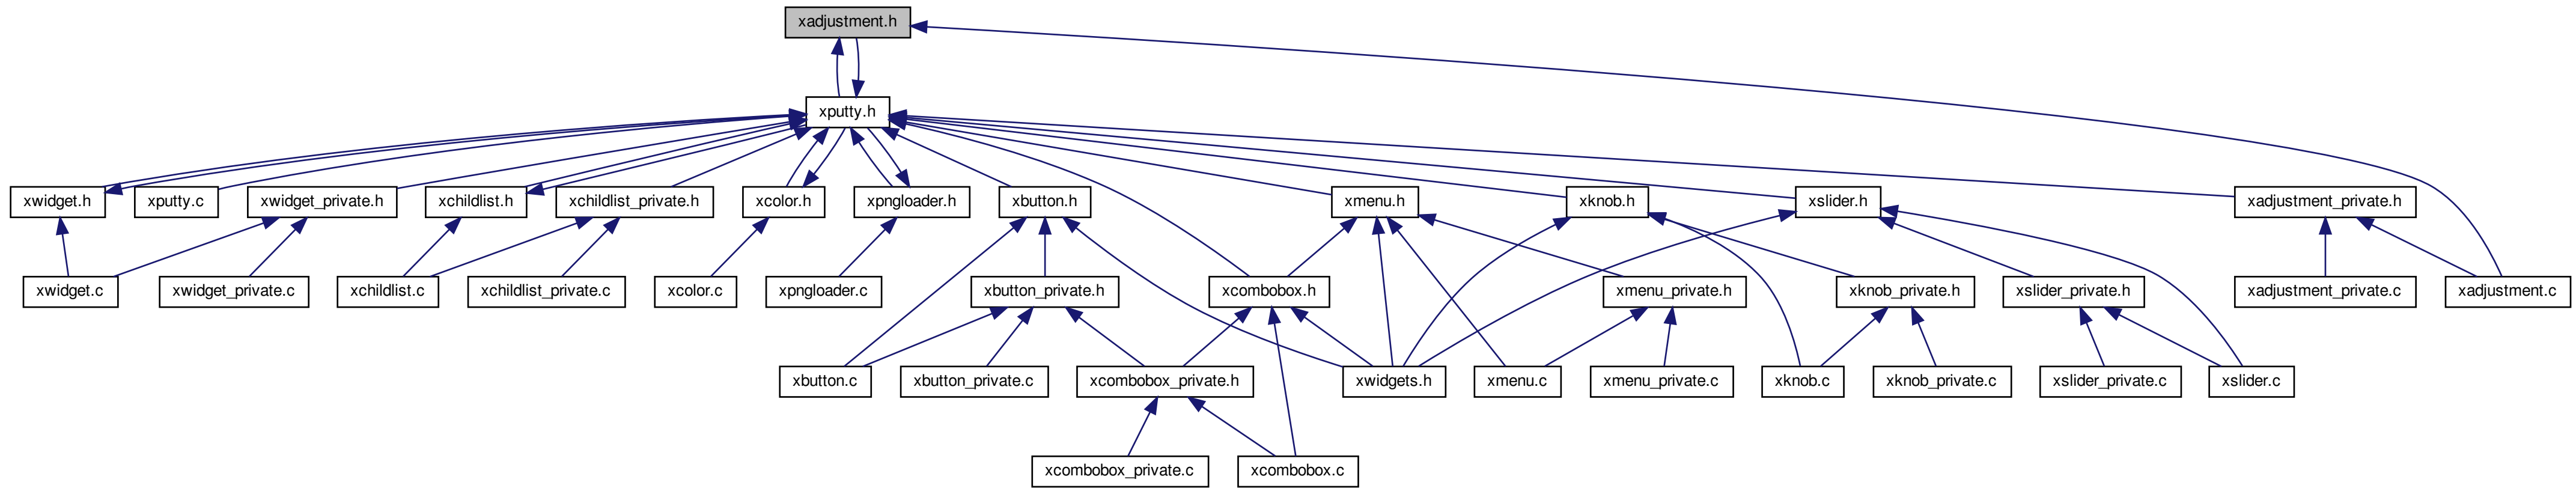 xadjustment.h
xputty.h
xwidget.h
xputty.c
xwidget_private.h
xchildlist.h
xchildlist_private.h
xcolor.h
xpngloader.h
xbutton.h
xmenu.h
xknob.h
xslider.h
xadjustment_private.h
xwidget.c
xwidget_private.c
xchildlist.c
xchildlist_private.c
xcolor.c
xpngloader.c
xbutton_private.h
xcombobox.h
xmenu_private.h
xknob_private.h
xslider_private.h
xadjustment_private.c
xadjustment.c
xbutton.c
xbutton_private.c
xcombobox_private.h
xwidgets.h
xmenu.c
xmenu_private.c
xknob.c
xknob_private.c
xslider_private.c
xslider.c
xcombobox_private.c
xcombobox.c